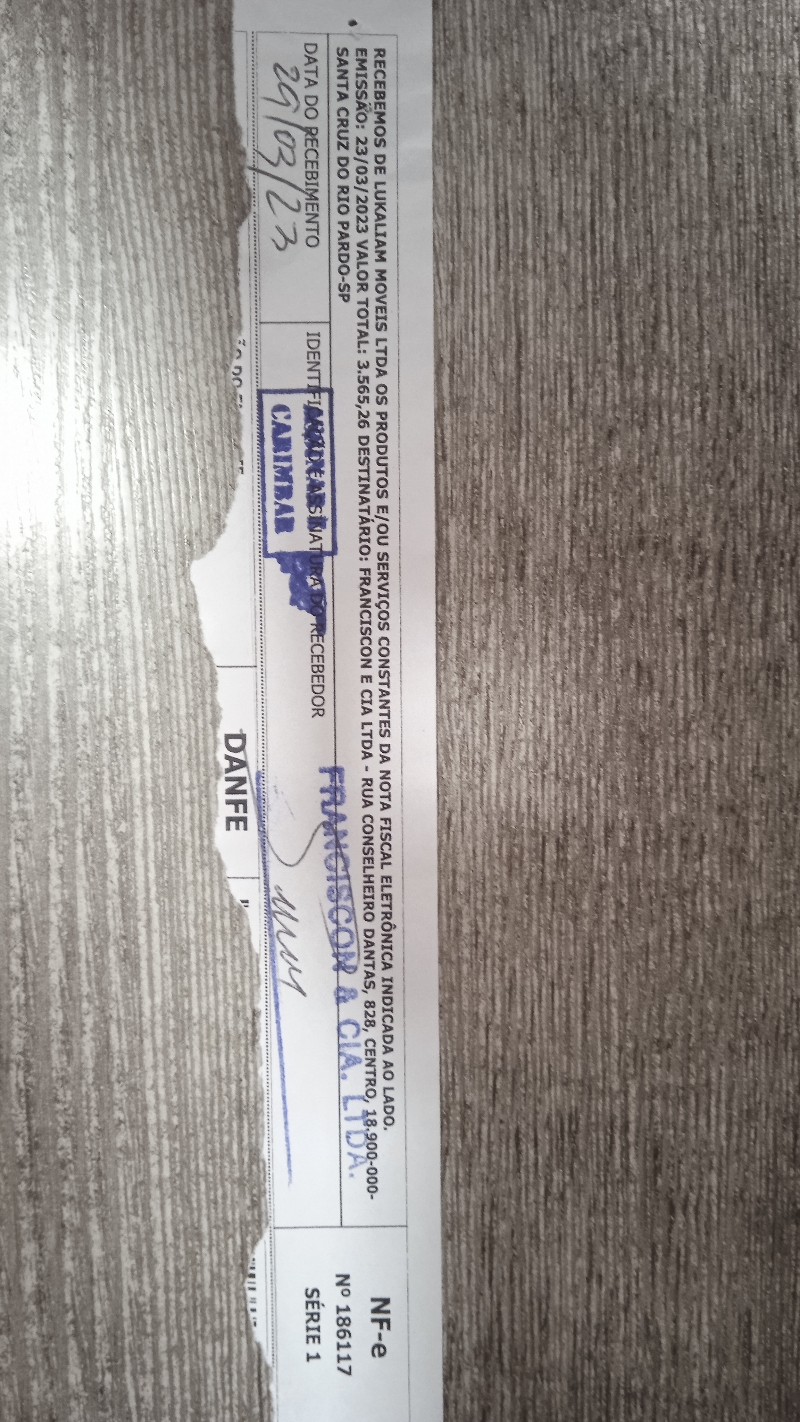 RECEBEMOS DE LUKALIAM MOVEIS LTDA OS PRODUTOS E/OU SERVIÇOS CONSTANTES DA NOTA FISCAL ELETRÔNICA INDICADA AO LADO.
EMISSÃO: 23/03/2023 VALOR TOTAL: 3.565,26 DESTINATÁRIO: FRANCISCON E CIA LTDA - RUA CONSELHEIRO DANTAS, 828, CENTRO, 18.900-000-
SANTA CRUZ DO RIO PARDO-SP
NF-e
Nº 186117
SÉRIE 1
DATA DO RECEBIMENTO
29/03/23
IDENTIFICAÇÃO E ASSINATURA DO RECEBEDOR
CARIMBAR
FRANCISCON & CIA. LTDA.
DANFE